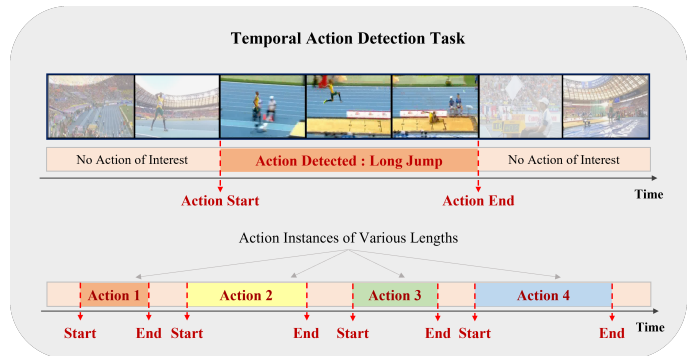 Temporal Action Detection Task
No Action of Interest
Action Detected : Long Jump
No Action of Interest
Time
Action Start
Action End
Action Instances of Various Lengths
Action 1
Action 2
Action 3
Action 4
Start
End
Start
End
Start
End
Start
End
Time